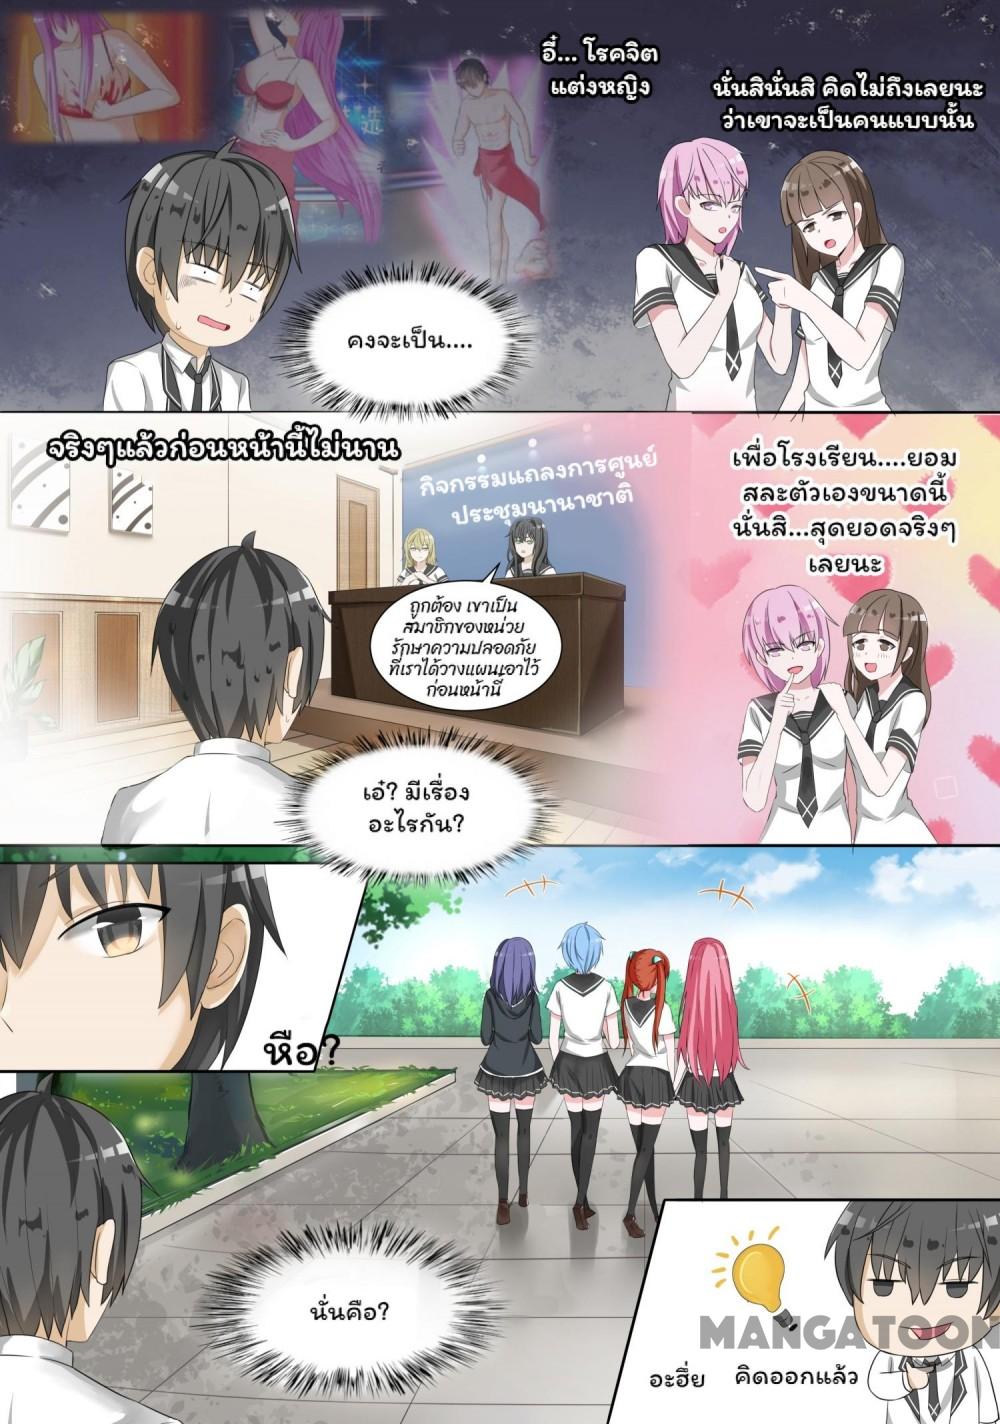 อี๋... โรคจิต
แต่งหญิง
นั่นสินั่นสิ คิดไม่ถึงเลยนะ
ว่าเขาจะเป็นคนแบบนั้น
คงจะเป็น....
จริงๆแล้วก่อนหน้านี้ไม่นาน
กิจกรรมแถลงการศูนย์
ประชุมนานาชาติ
เพื่อโรงเรียน....ยอม
สละตัวเองขนาดนี้
นั่นสิ...สุดยอดจริงๆ
เลยนะ
ถูกต้อง เขาเป็น
สมาชิกของหน่วย
รักษาความปลอดภัย
ที่เราได้วางแผนเอาไว้
ก่อนหน้านี้
เอ๋? มีเรื่อง
อะไรกัน?
หือ?
นั่นคือ?
MANGATOON
อะฮึ่ย
คิดออกแล้ว